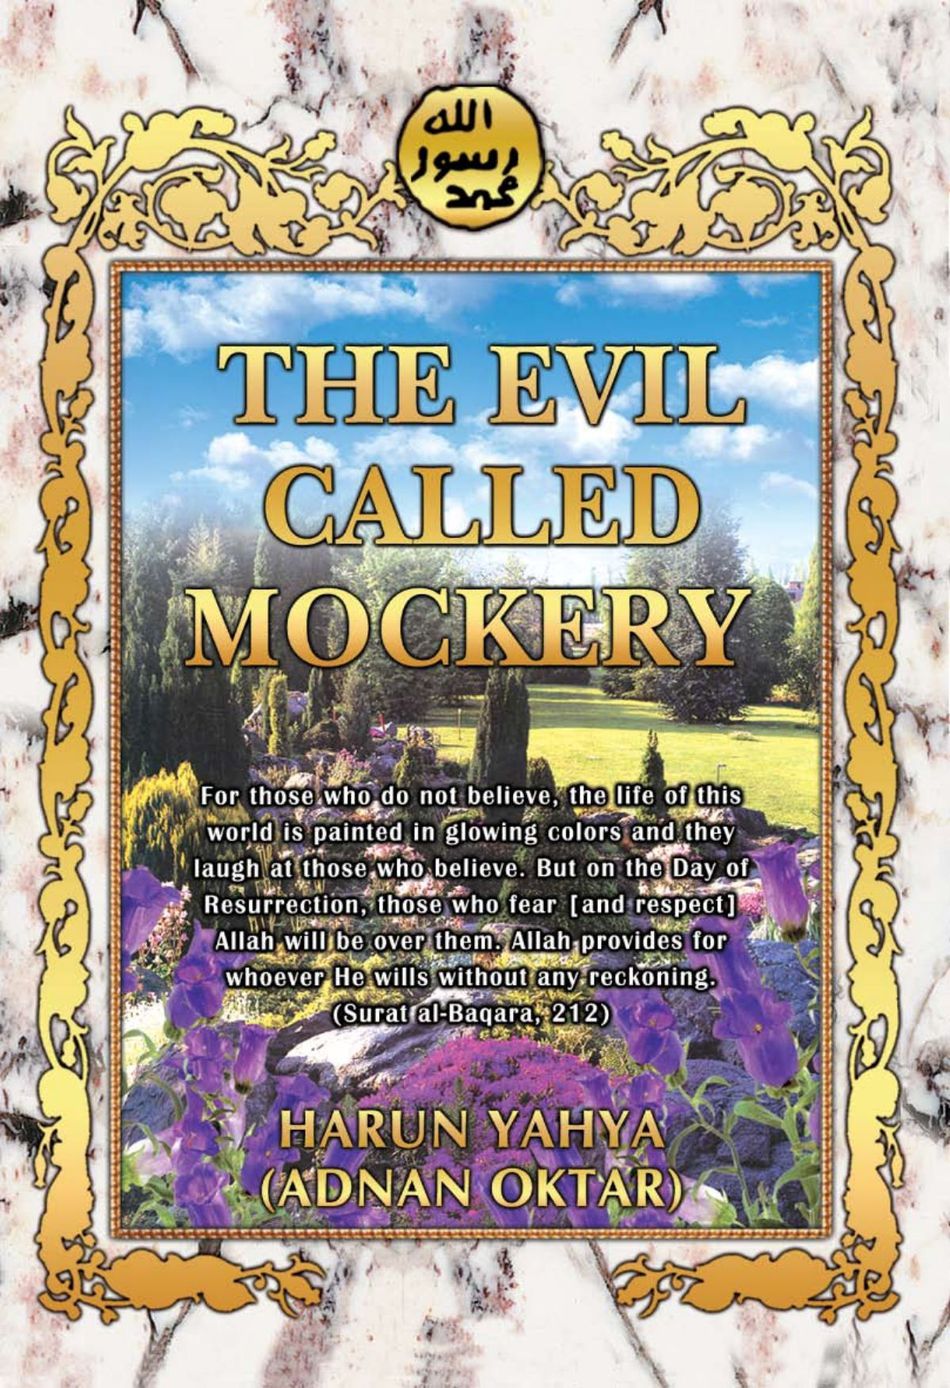 الله
رسول
محمد
THE EVIL
CALLED
MOCKERY
For those who do not believe, the life of this
world is painted in glowing colors and they
laugh at those who believe. But on the Day of
Resurrection, those who fear [and respect]
Allah will be over them. Allah provides for
whoever He wills without any reckoning.
(Surat al-Baqara, 212)
HARUN YAHYA
(ADNAN OKTAR)